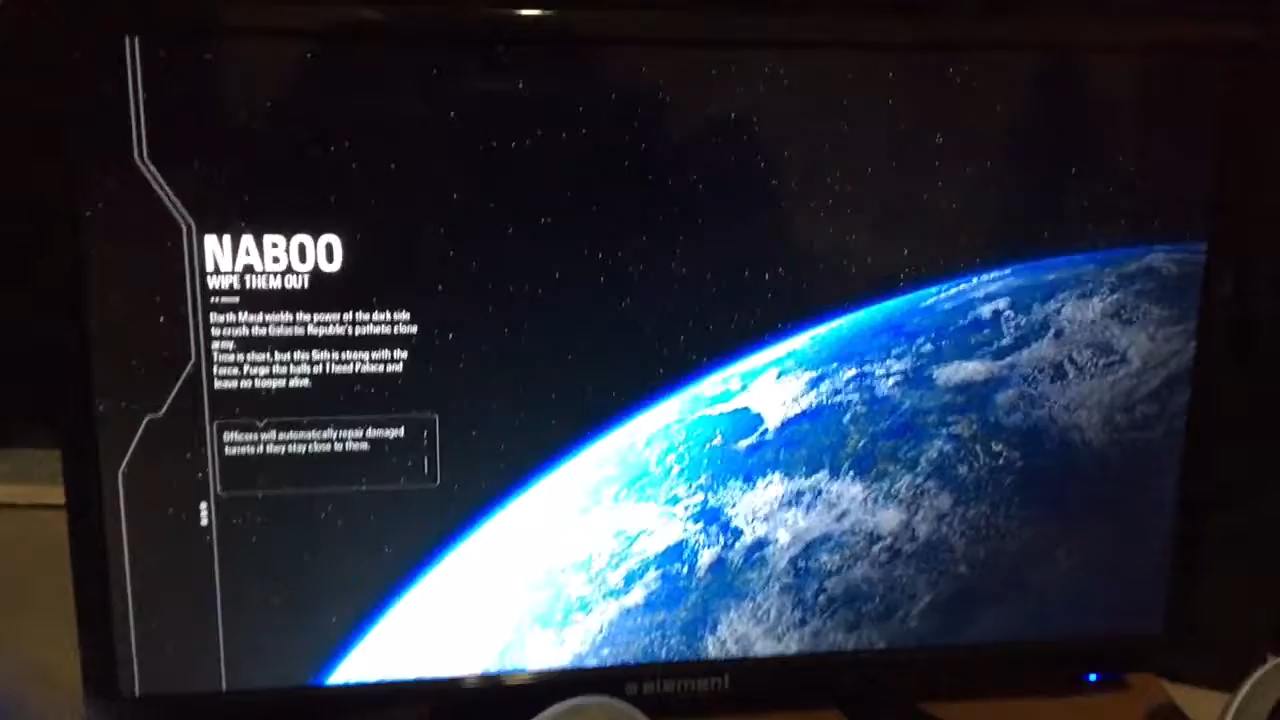 NABOO
WIPE THEM OUT
Darth Maul wields the power of the dark side
to crush the Galactic Republic's pathetic clone
army.
Time is short, but this Sith is strong with the
Force. Purge the halls of Theed Palace and
leave no trooper alive.
Officers will automatically repair damaged
turrets if they stay close to them.
element